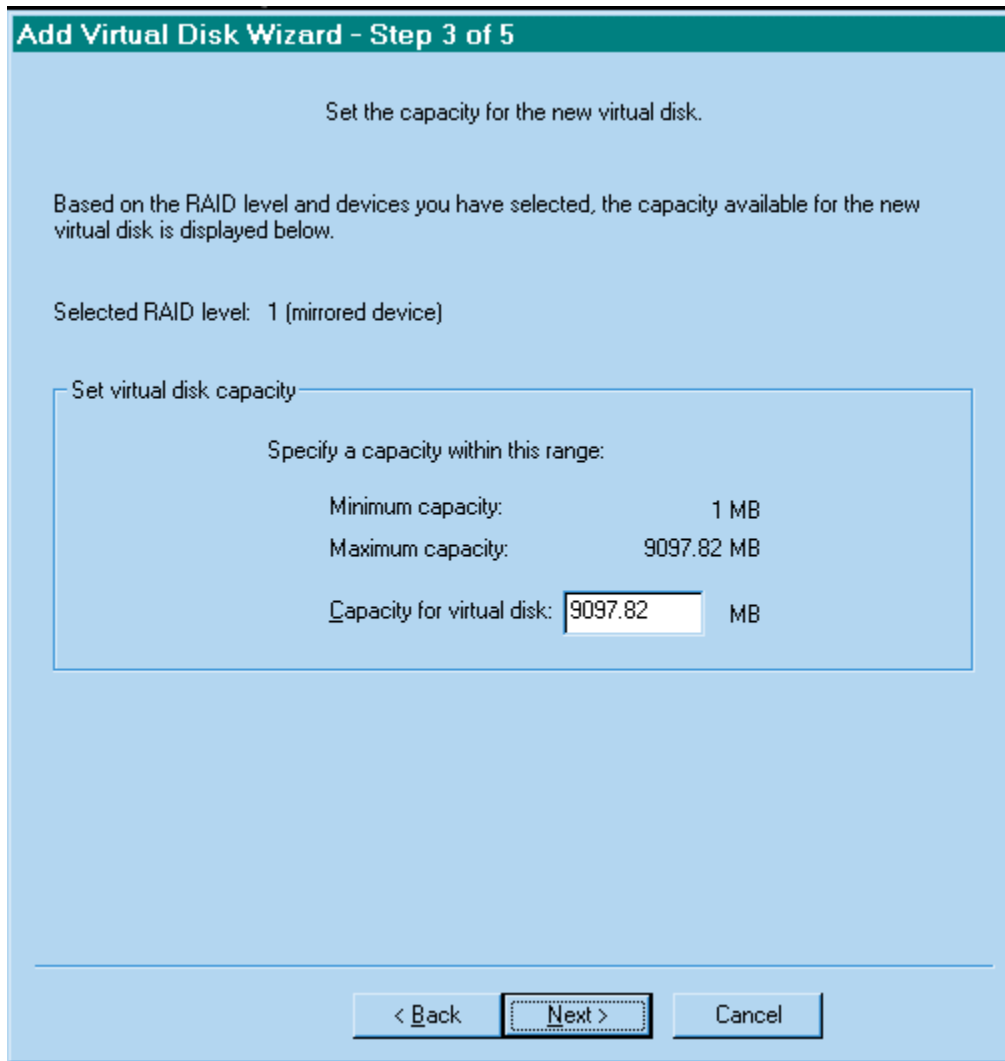 Add Virtual Disk Wizard - Step 3 of 5
Set the capacity for the new virtual disk.
Based on the RAID level and devices you have selected, the capacity available for the new
virtual disk is displayed below.
Selected RAID level: 1 (mirrored device)
Set virtual disk capacity
Specify a capacity within this range:
Minimum capacity: 1 MB
Maximum capacity: 9097.82 MB
Capacity for virtual disk: 9097.82 MB
< Back Next > Cancel